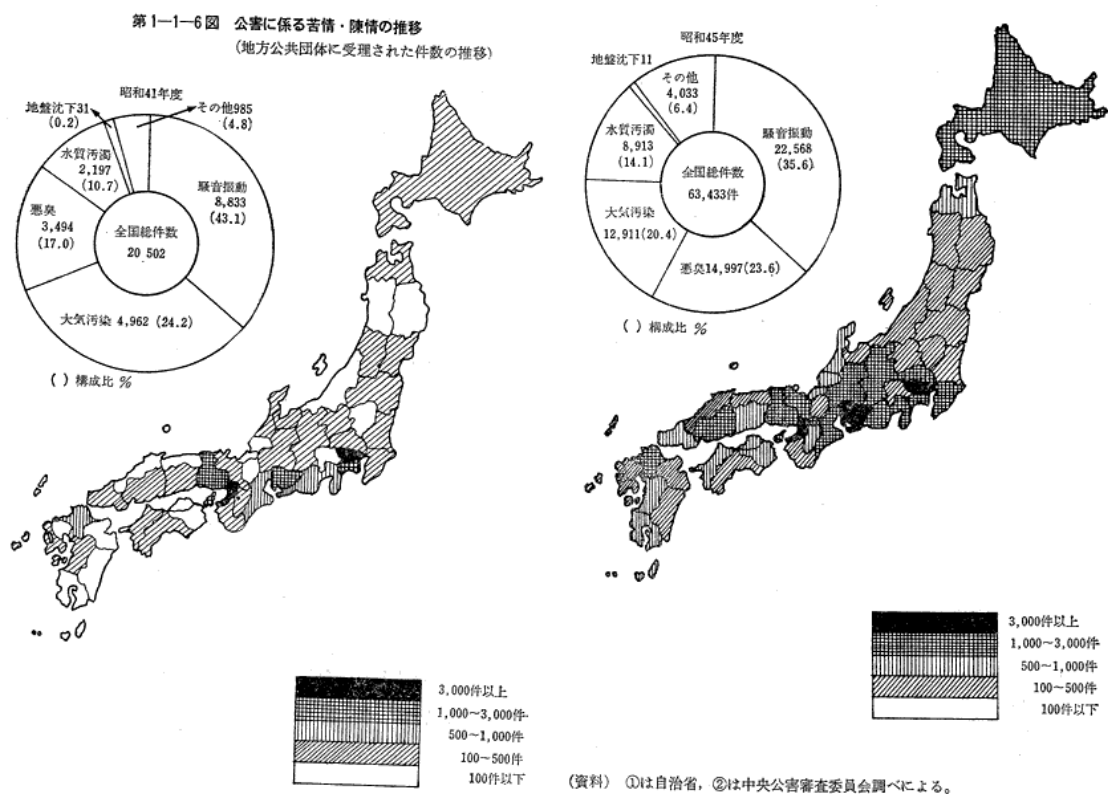 第1―1―6図 公害に係る苦情・陳情の推移
(地方公共団体に受理された件数の推移)
昭和41年度
地盤沈下31
(0.2)
その他985
(4.8)
水質汚濁
2,197
(10.7)
騒音振動
8,833
(43.1)
悪臭
3,494
(17.0)
全国総件数
20 502
大気汚染 4,962 (24.2)
( ) 構成比 %
3,000件以上
1,000～3,000件
500～1,000件
100～500件
100件以下
昭和45年度
地盤沈下11
その他
4,033
(6.4)
水質汚濁
8,913
(14.1)
騒音振動
22,568
(35.6)
全国総件数
63,433件
大気汚染
12,911(20.4)
悪臭14,997(23.6)
( ) 構成比 %
3,000件以上
1,000～3,000件
500～1,000件
100～500件
100件以下
(資料) ①は自治省，②は中央公害審査委員会調べによる。